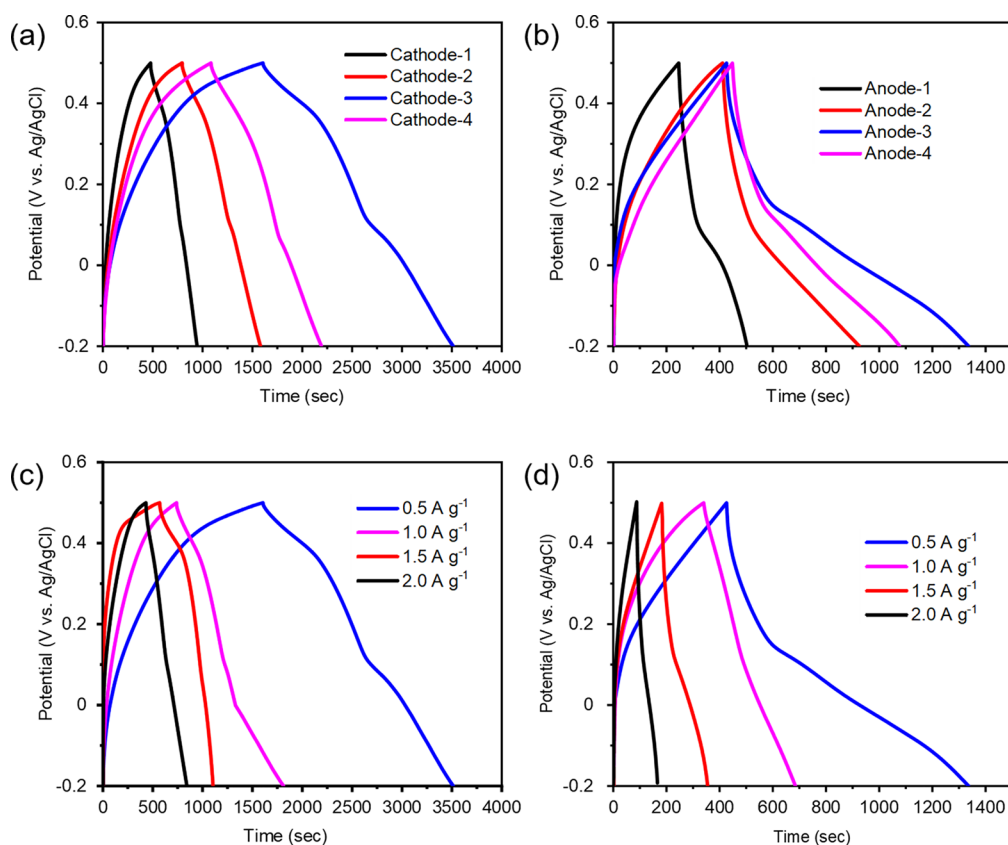 (a)
0.6
0.4
0.2
0
-0.2
Potential (V vs. Ag/AgCl)
Cathode-1
Cathode-2
Cathode-3
Cathode-4
0 500 1000 1500 2000 2500 3000 3500 4000
Time (sec)
(b)
0.6
0.4
0.2
0
-0.2
Potential (V vs. Ag/AgCl)
Anode-1
Anode-2
Anode-3
Anode-4
0 200 400 600 800 1000 1200 1400
Time (sec)
(c)
0.6
0.4
0.2
0
-0.2
Potential (V vs. Ag/AgCl)
0.5 A g⁻¹
1.0 A g⁻¹
1.5 A g⁻¹
2.0 A g⁻¹
0 500 1000 1500 2000 2500 3000 3500 4000
Time (sec)
(d)
0.6
0.4
0.2
0
-0.2
Potential (V vs. Ag/AgCl)
0.5 A g⁻¹
1.0 A g⁻¹
1.5 A g⁻¹
2.0 A g⁻¹
0 200 400 600 800 1000 1200 1400
Time (sec)